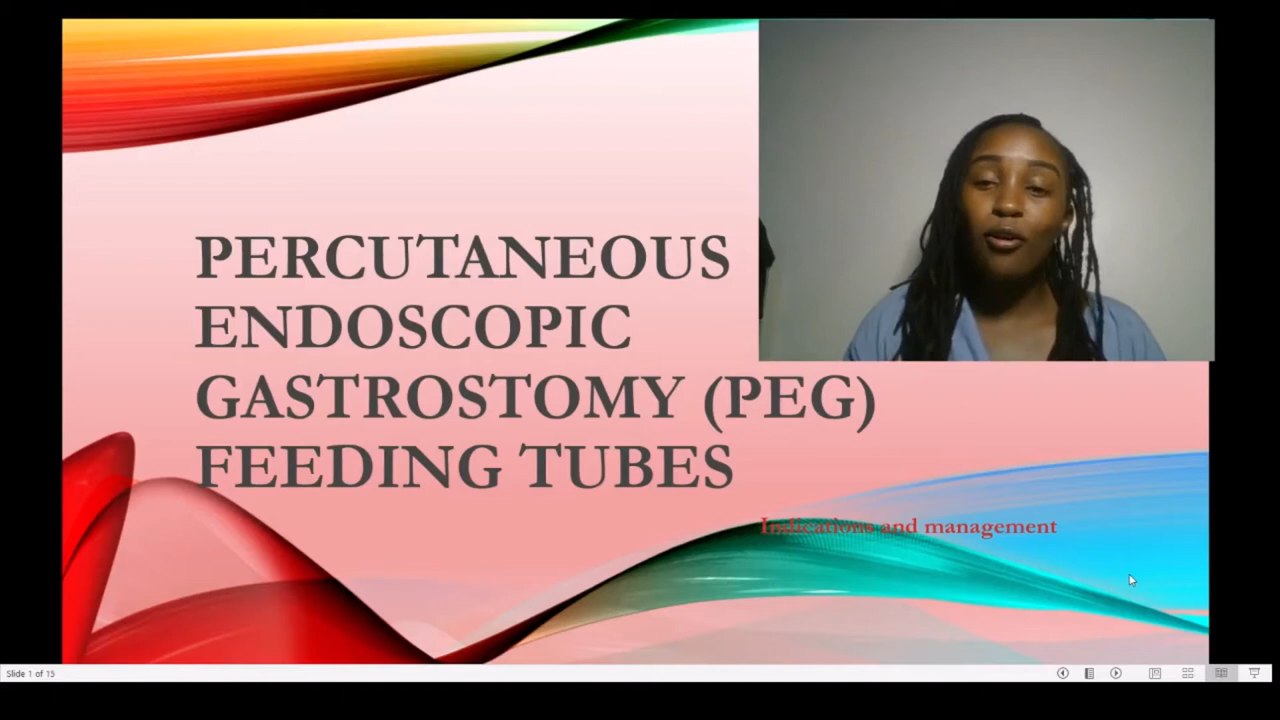 PERCUTANEOUS
ENDOSCOPIC
GASTROSTOMY (PEG)
FEEDING TUBES
Indications and management
Slide 1 of 15